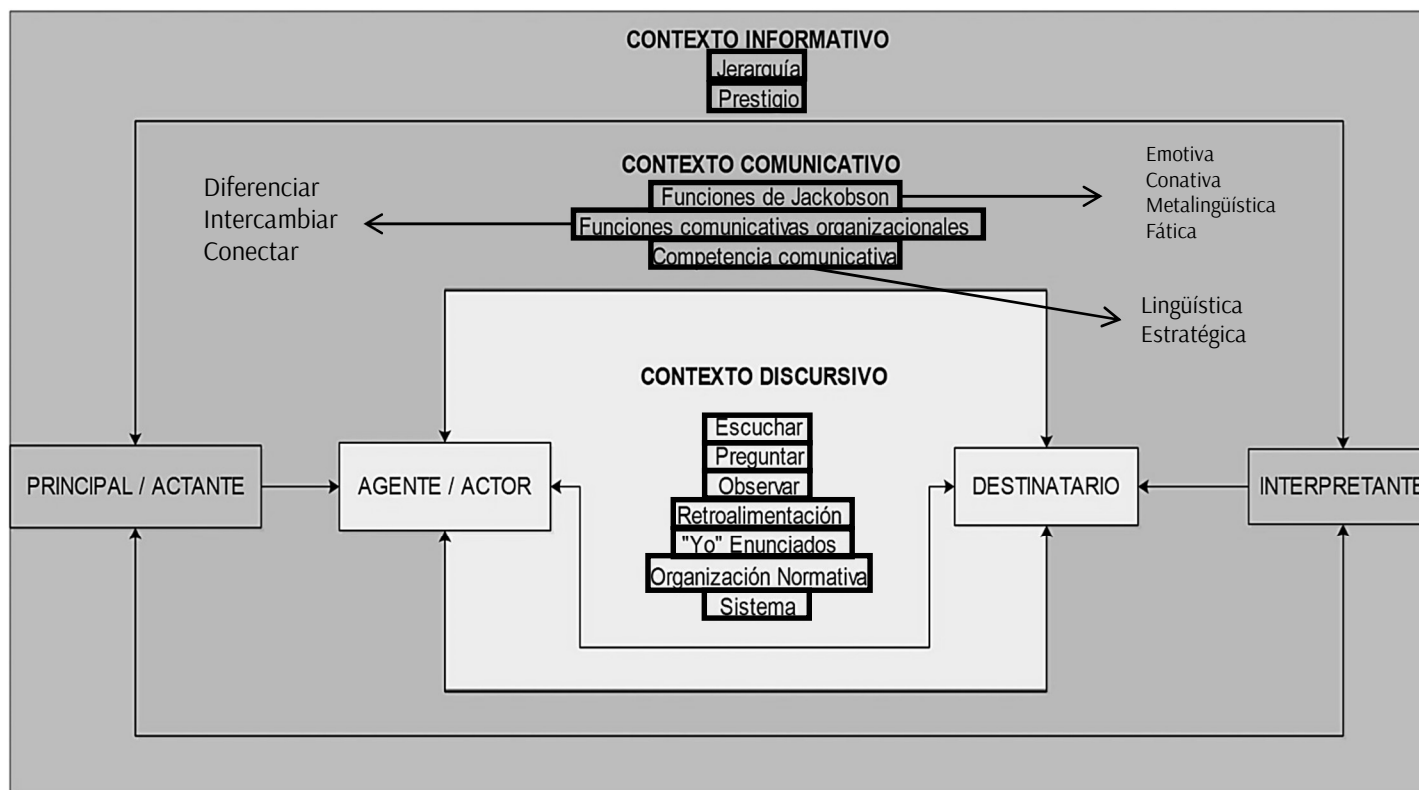 CONTEXTO INFORMATIVO
Jerarquía
Prestigio
CONTEXTO COMUNICATIVO
Funciones de Jackobson
Funciones comunicativas organizacionales
Competencia comunicativa
Diferenciar
Intercambiar
Conectar
Emotiva
Conativa
Metalingüística
Fática
Lingüística
Estratégica
CONTEXTO DISCURSIVO
Escuchar
Preguntar
Observar
Retroalimentación
"Yo" Enunciados
Organización Normativa
Sistema
PRINCIPAL / ACTANTE
AGENTE / ACTOR
DESTINATARIO
INTERPRETANTE